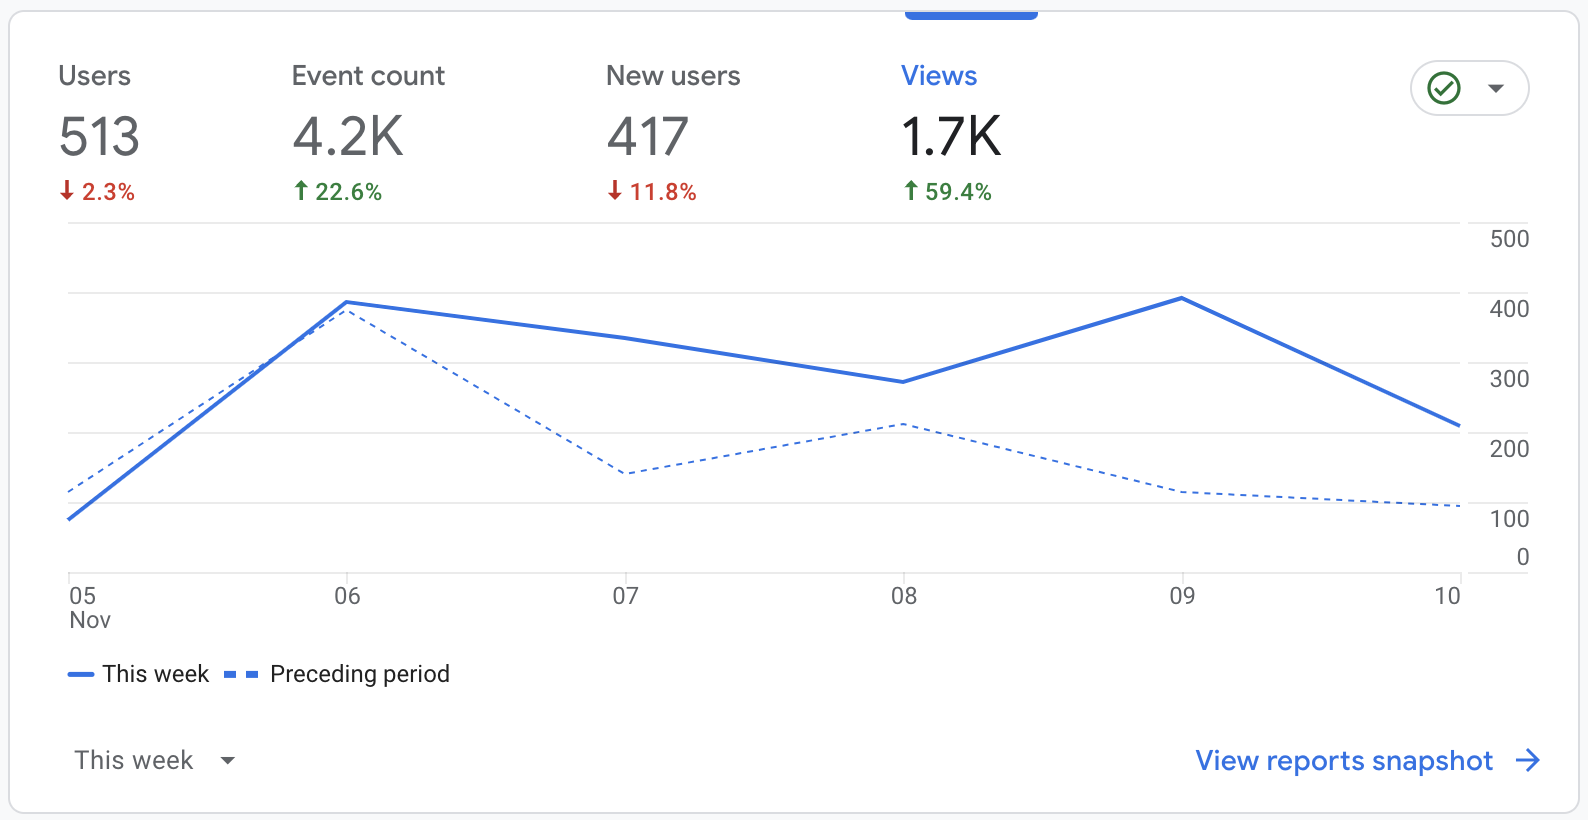 Users Event count New users Views
513 4.2K 417 1.7K
2.3% 22.6% 11.8% 59.4%
500
400
300
200
100
0
05 06 07 08 09 10
Nov
This week Preceding period
This week View reports snapshot